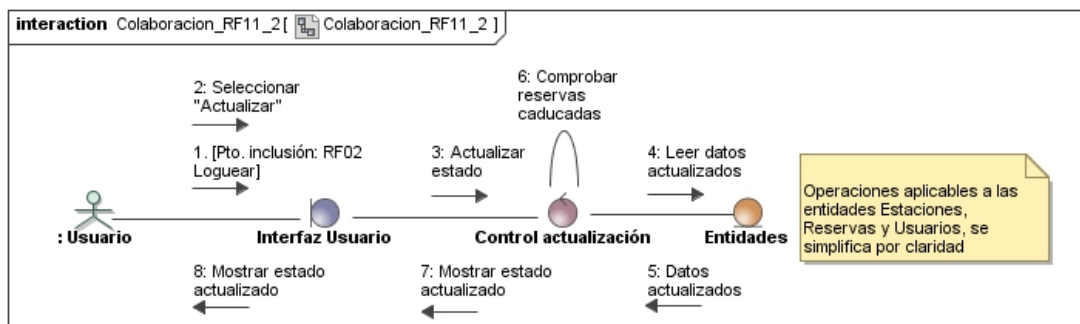 interaction Colaboracion_RF11_2[ Colaboracion_RF11_2 ]
2: Seleccionar
"Actualizar"
1. [Pto. inclusión: RF02
Loguear]
3: Actualizar
estado
6: Comprobar
reservas
caducadas
4: Leer datos
actualizados
Operaciones aplicables a las
entidades Estaciones,
Reservas y Usuarios, se
simplifica por claridad
: Usuario
Interfaz Usuario
Control actualización
Entidades
8: Mostrar estado
actualizado
7: Mostrar estado
actualizado
5: Datos
actualizados